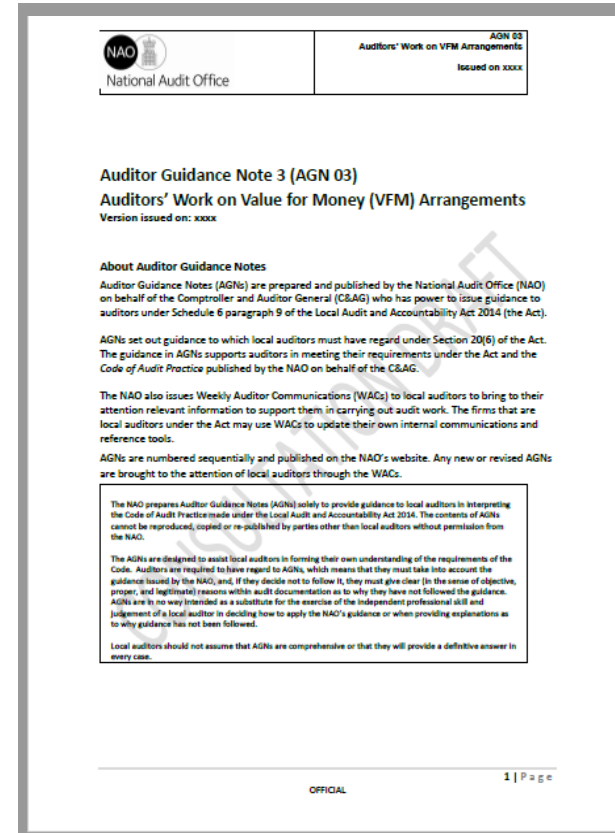 NAO
National Audit Office
AGN 03
Auditors' Work on VFM Arrangements
Issued on xxxx
Auditor Guidance Note 3 (AGN 03)
Auditors' Work on Value for Money (VFM) Arrangements
Version issued on: xxxx
About Auditor Guidance Notes
Auditor Guidance Notes (AGNs) are prepared and published by the National Audit Office (NAO)
on behalf of the Comptroller and Auditor General (C&AG) who has power to issue guidance to
auditors under Schedule 6 paragraph 9 of the Local Audit and Accountability Act 2014 (the Act).
AGNs set out guidance to which local auditors must have regard under Section 20(6) of the Act.
The guidance in AGNs supports auditors in meeting their requirements under the Act and the
Code of Audit Practice published by the NAO on behalf of the C&AG.
The NAO also issues Weekly Auditor Communications (WACs) to local auditors to bring to their
attention relevant information to support them in carrying out audit work. The firms that are
local auditors under the Act may use WACs to update their own internal communications and
reference tools.
AGNs are numbered sequentially and published on the NAO's website. Any new or revised AGNs
are brought to the attention of local auditors through the WACs.
The NAO prepares Auditor Guidance Notes (AGNs) solely to provide guidance to local auditors in interpreting
the Code of Audit Practice made under the Local Audit and Accountability Act 2014. The contents of AGNs
cannot be reproduced, copied or re-published by parties other than local auditors without permission from
the NAO.
The AGNs are designed to assist local auditors in forming their own understanding of the requirements of the
Code. Auditors are required to have regard to AGNs, which means that they must take into account the
guidance issued by the NAO, and, if they decide not to follow it, they must give clear (in the sense of objective,
proper, and legitimate) reasons within audit documentation as to why they have not followed the guidance.
AGNs are in no way intended as a substitute for the exercise of the independent professional skill and
judgement of a local auditor in deciding how to apply the NAO's guidance or when providing explanations as
to why guidance has not been followed.
Local auditors should not assume that AGNs are comprehensive or that they will provide a definitive answer in
every case.
CONSULTATION DRAFT
1 | Page
OFFICIAL